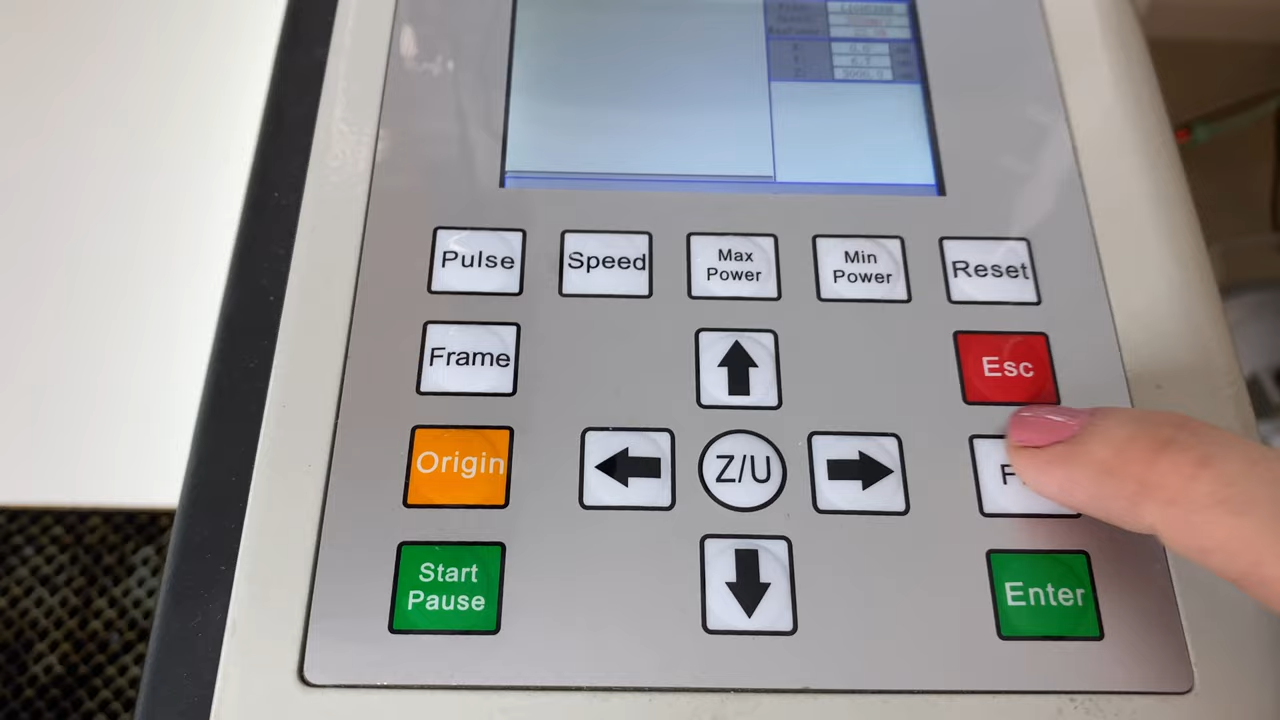 Pulse
Speed
Max
Power
Min
Power
Reset
Frame
Esc
Origin
Z/U
F
Start
Pause
Enter